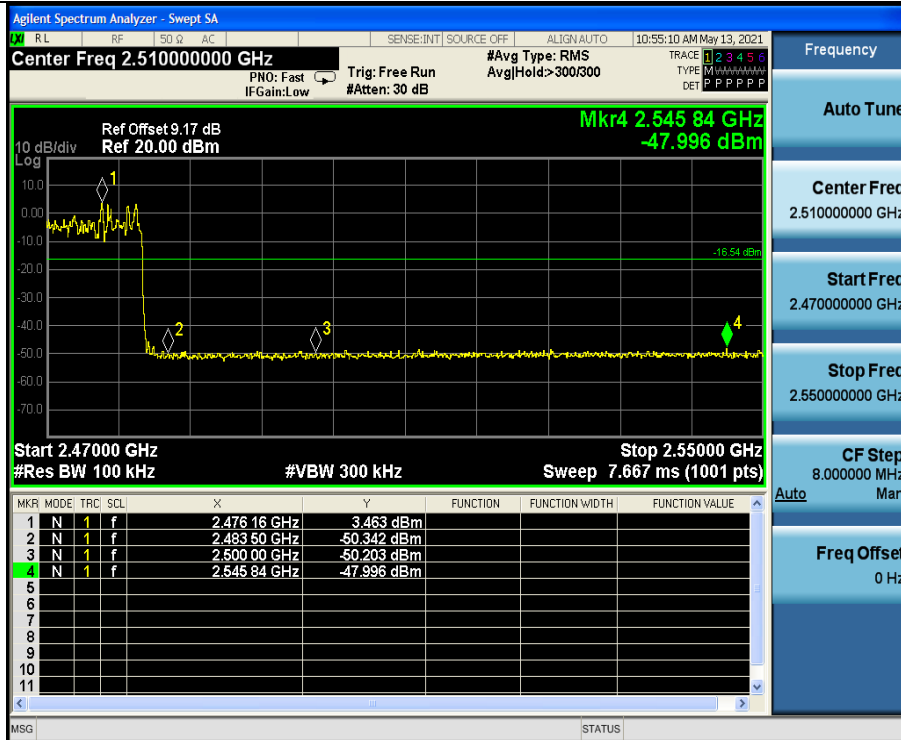 Agilent Spectrum Analyzer - Swept SA
LXI RL RF 50 Ω AC SENSE:INT SOURCE OFF ALIGNAUTO 10:55:10 AM May 13, 2021
Center Freq 2.510000000 GHz
PNO: Fast
IFGain:Low
Trig: Free Run
#Atten: 30 dB
#Avg Type: RMS
Avg|Hold:>300/300
TRACE 1 2 3 4 5 6
TYPE M
DET P P P P P P
Mkr4 2.545 84 GHz
-47.996 dBm
Ref Offset 9.17 dB
10 dB/div Ref 20.00 dBm
Log
10.0
0.00
-10.0
-20.0
-30.0
-40.0
-50.0
-60.0
-70.0
1
2
3
4
-16.54 dBm
Start 2.47000 GHz Stop 2.55000 GHz
#Res BW 100 kHz #VBW 300 kHz Sweep 7.667 ms (1001 pts)
MKR MODE TRC SCL X Y FUNCTION FUNCTION WIDTH FUNCTION VALUE
1 N 1 f 2.476 16 GHz 3.463 dBm
2 N 1 f 2.483 50 GHz -50.342 dBm
3 N 1 f 2.500 00 GHz -50.203 dBm
4 N 1 f 2.545 84 GHz -47.996 dBm
5
6
7
8
9
10
11
MSG STATUS
Frequency
Auto Tune
Center Freq
2.510000000 GHz
Start Freq
2.470000000 GHz
Stop Freq
2.550000000 GHz
CF Step
8.000000 MHz
Auto Man
Freq Offset
0 Hz